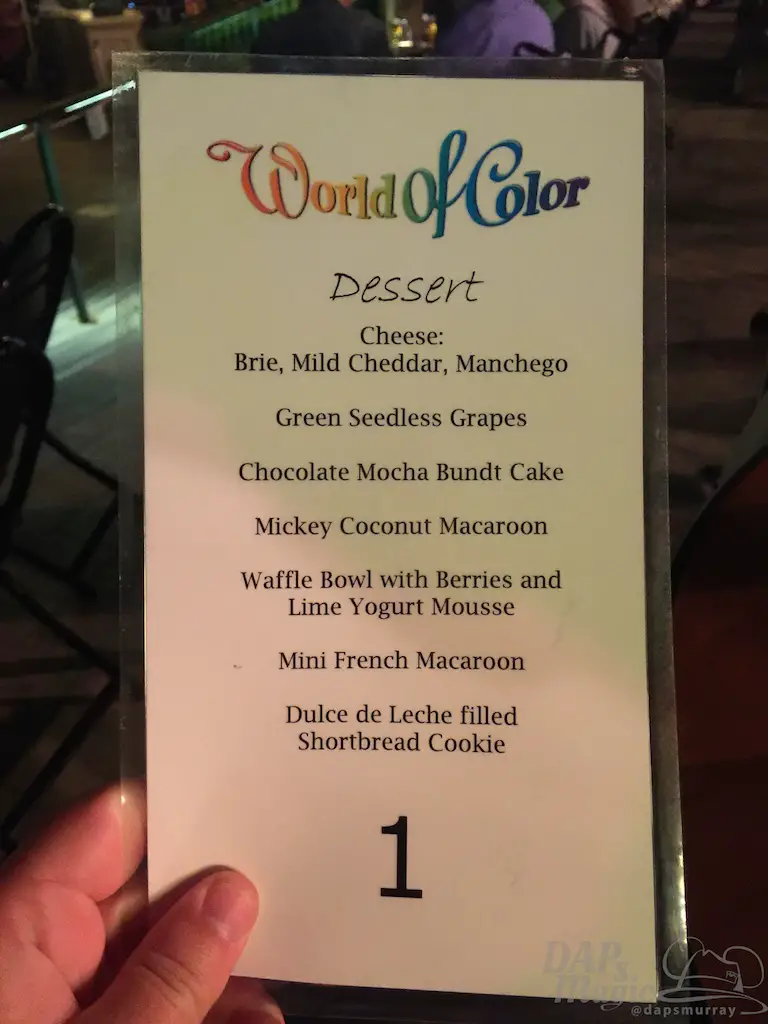 World Of Color
Dessert
Cheese:
Brie, Mild Cheddar, Manchego
Green Seedless Grapes
Chocolate Mocha Bundt Cake
Mickey Coconut Macaroon
Waffle Bowl with Berries and
Lime Yogurt Mousse
Mini French Macaroon
Dulce de Leche filled
Shortbread Cookie
1
DAPs
Magic
@dapsmurray